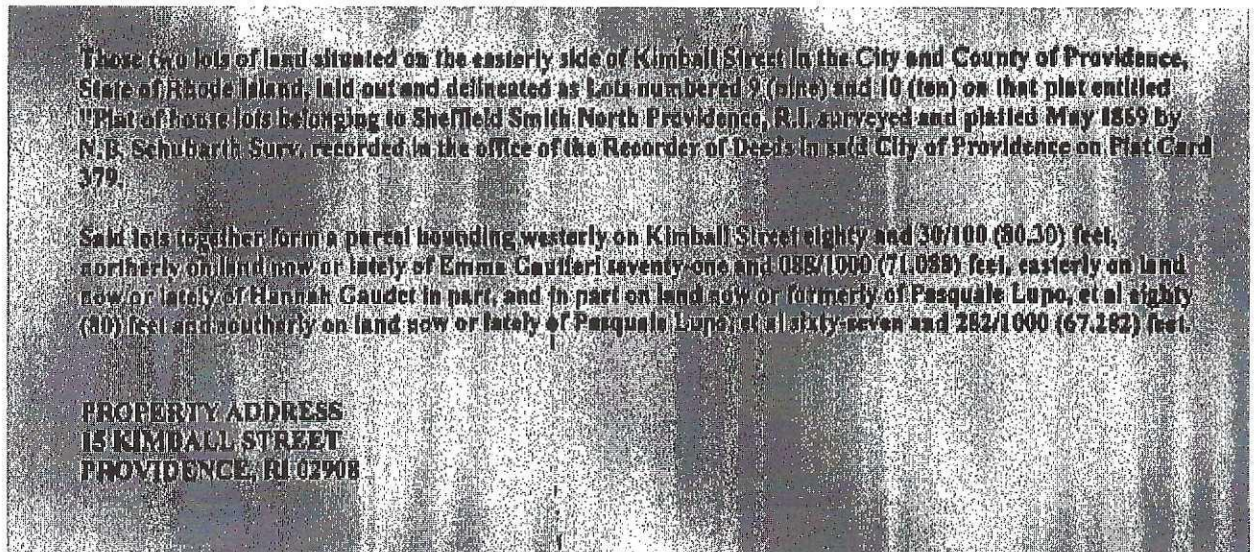 Those two lots of land situated on the easterly side of Kimball Street in the City and County of Providence,
State of Rhode Island, laid out and delineated as Lots numbered 9 (nine) and 10 (ten) on that plat entitled
"Plat of house lots belonging to Sheffield Smith North Providence, R.I. surveyed and platted May 1869 by
N.B. Schubarth Surv. recorded in the office of the Recorder of Deeds in said City of Providence on Plat Card
379.
Said lots together form a parcel bounding westerly on Kimball Street eighty and 30/100 (80.30) feet,
northerly on land now or lately of Emma Gautieri seventy-one and 088/1000 (71.088) feet, easterly on land
now or lately of Hannah Gaudet in part, and in part on land now or formerly of Pasquale Lupo, et al eighty
(80) feet and southerly on land now or lately of Pasquale Lupo, et al sixty-seven and 282/1000 (67.282) feet.
PROPERTY ADDRESS
15 KIMBALL STREET
PROVIDENCE, RI 02908